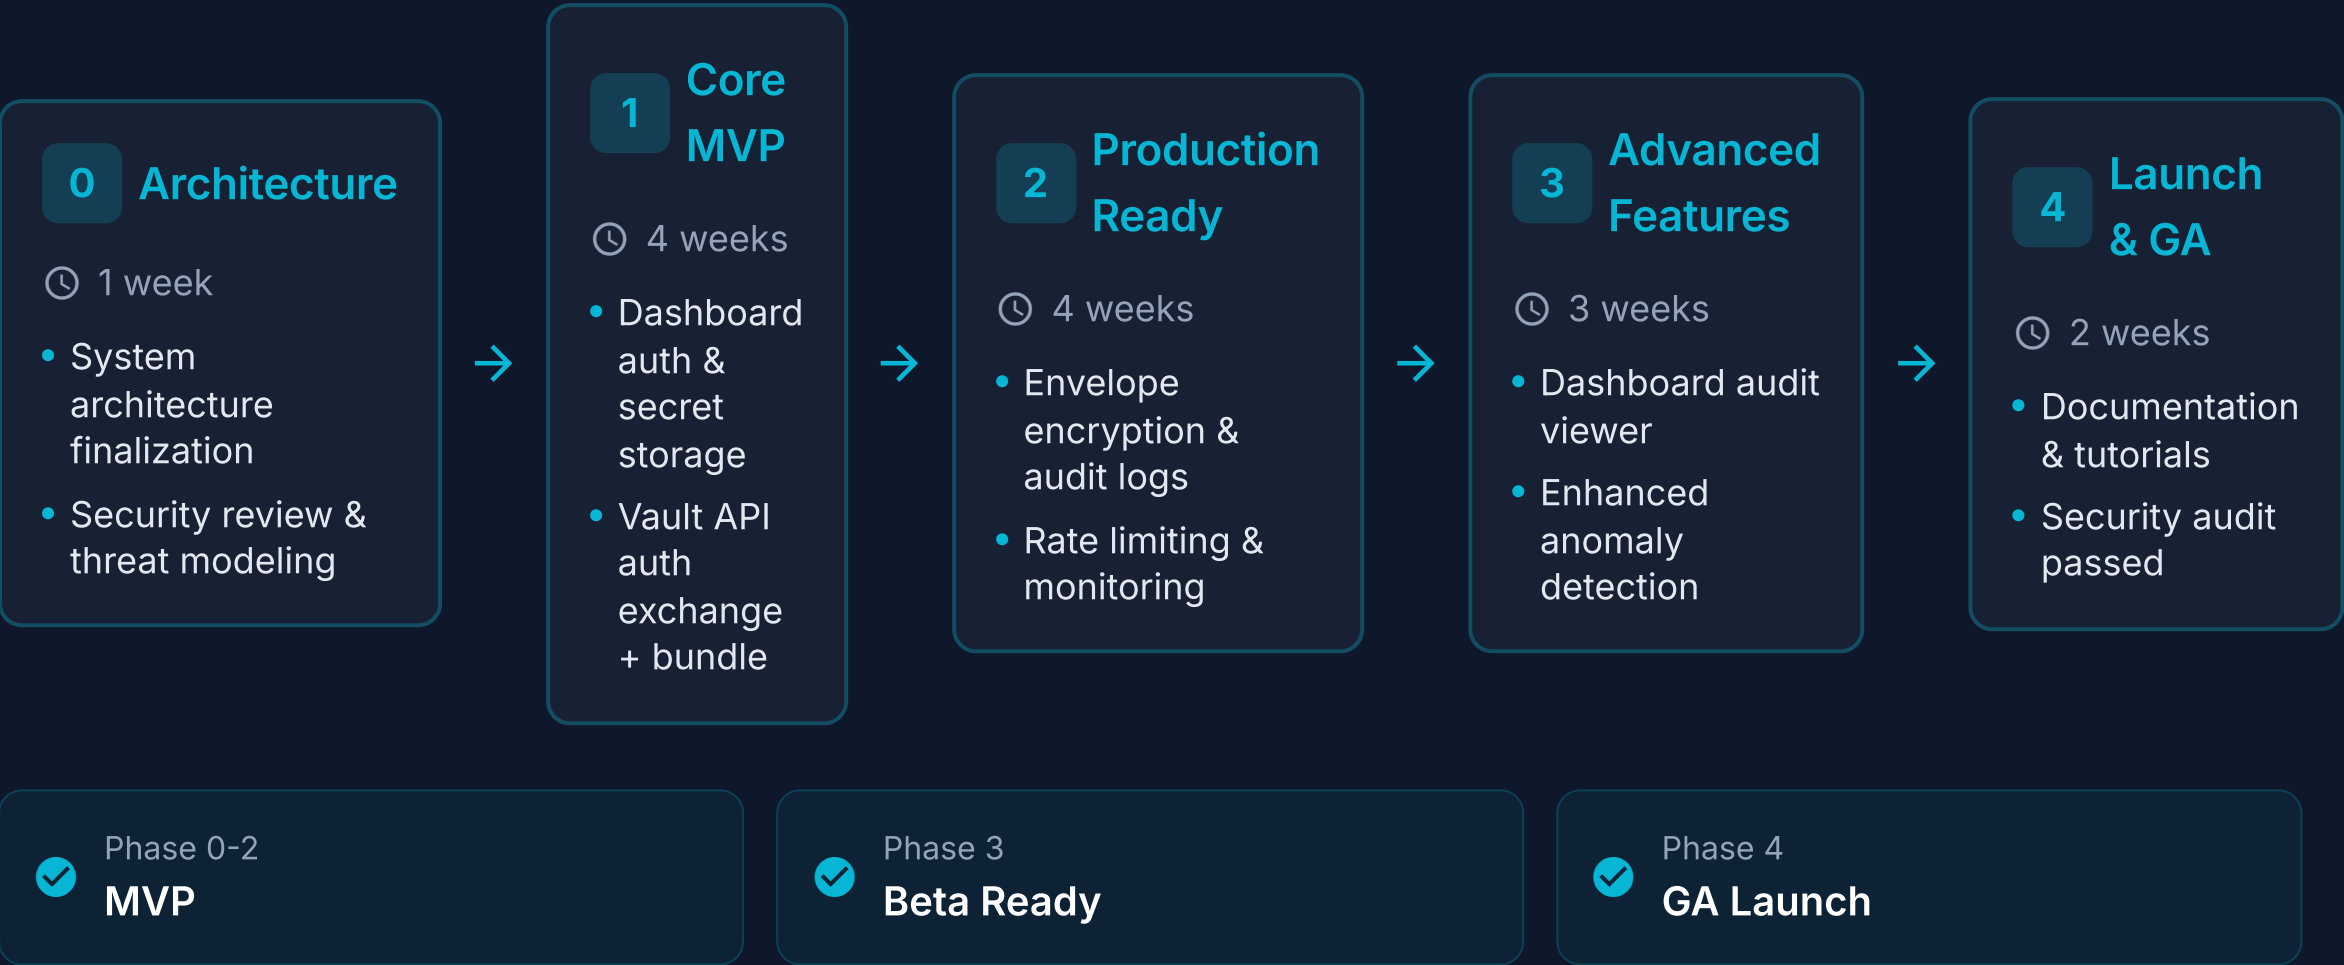 0
Architecture
1 week
System
architecture
finalization
Security review &
threat modeling
1
Core
MVP
4 weeks
Dashboard
auth &
secret
storage
Vault API
auth
exchange
+ bundle
2
Production
Ready
4 weeks
Envelope
encryption &
audit logs
Rate limiting &
monitoring
3
Advanced
Features
3 weeks
Dashboard audit
viewer
Enhanced
anomaly
detection
4
Launch
& GA
2 weeks
Documentation
& tutorials
Security audit
passed
Phase 0-2
MVP
Phase 3
Beta Ready
Phase 4
GA Launch